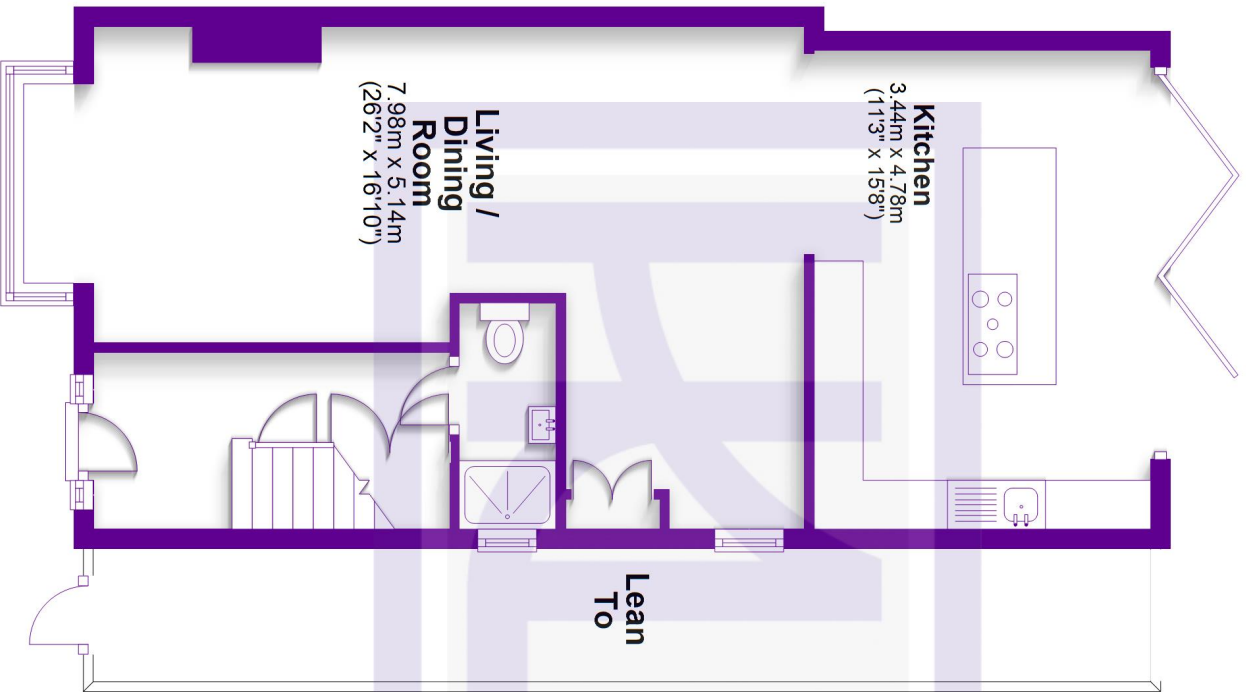 Kitchen
3.44m x 4.78m
(11'3" x 15'8")
Living /
Dining
Room
7.98m x 5.14m
(26'2" x 16'10")
Lean
To